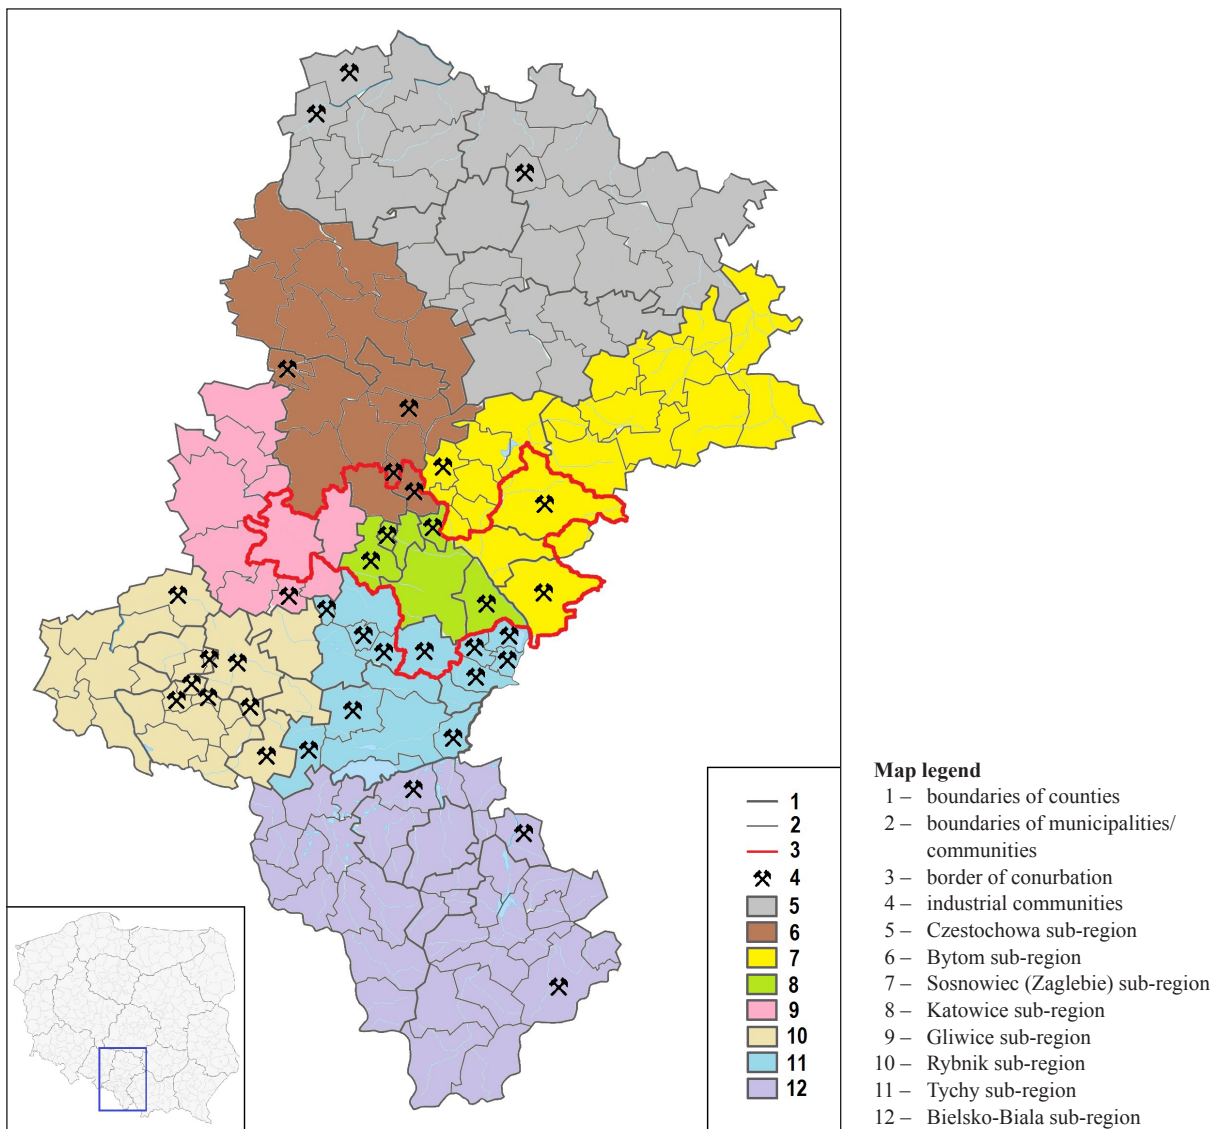 1
2
3
4
5
6
7
8
9
10
11
12
Map legend
1 – boundaries of counties
2 – boundaries of municipalities/
communities
3 – border of conurbation
4 – industrial communities
5 – Czestochowa sub-region
6 – Bytom sub-region
7 – Sosnowiec (Zaglebie) sub-region
8 – Katowice sub-region
9 – Gliwice sub-region
10 – Rybnik sub-region
11 – Tychy sub-region
12 – Bielsko-Biala sub-region